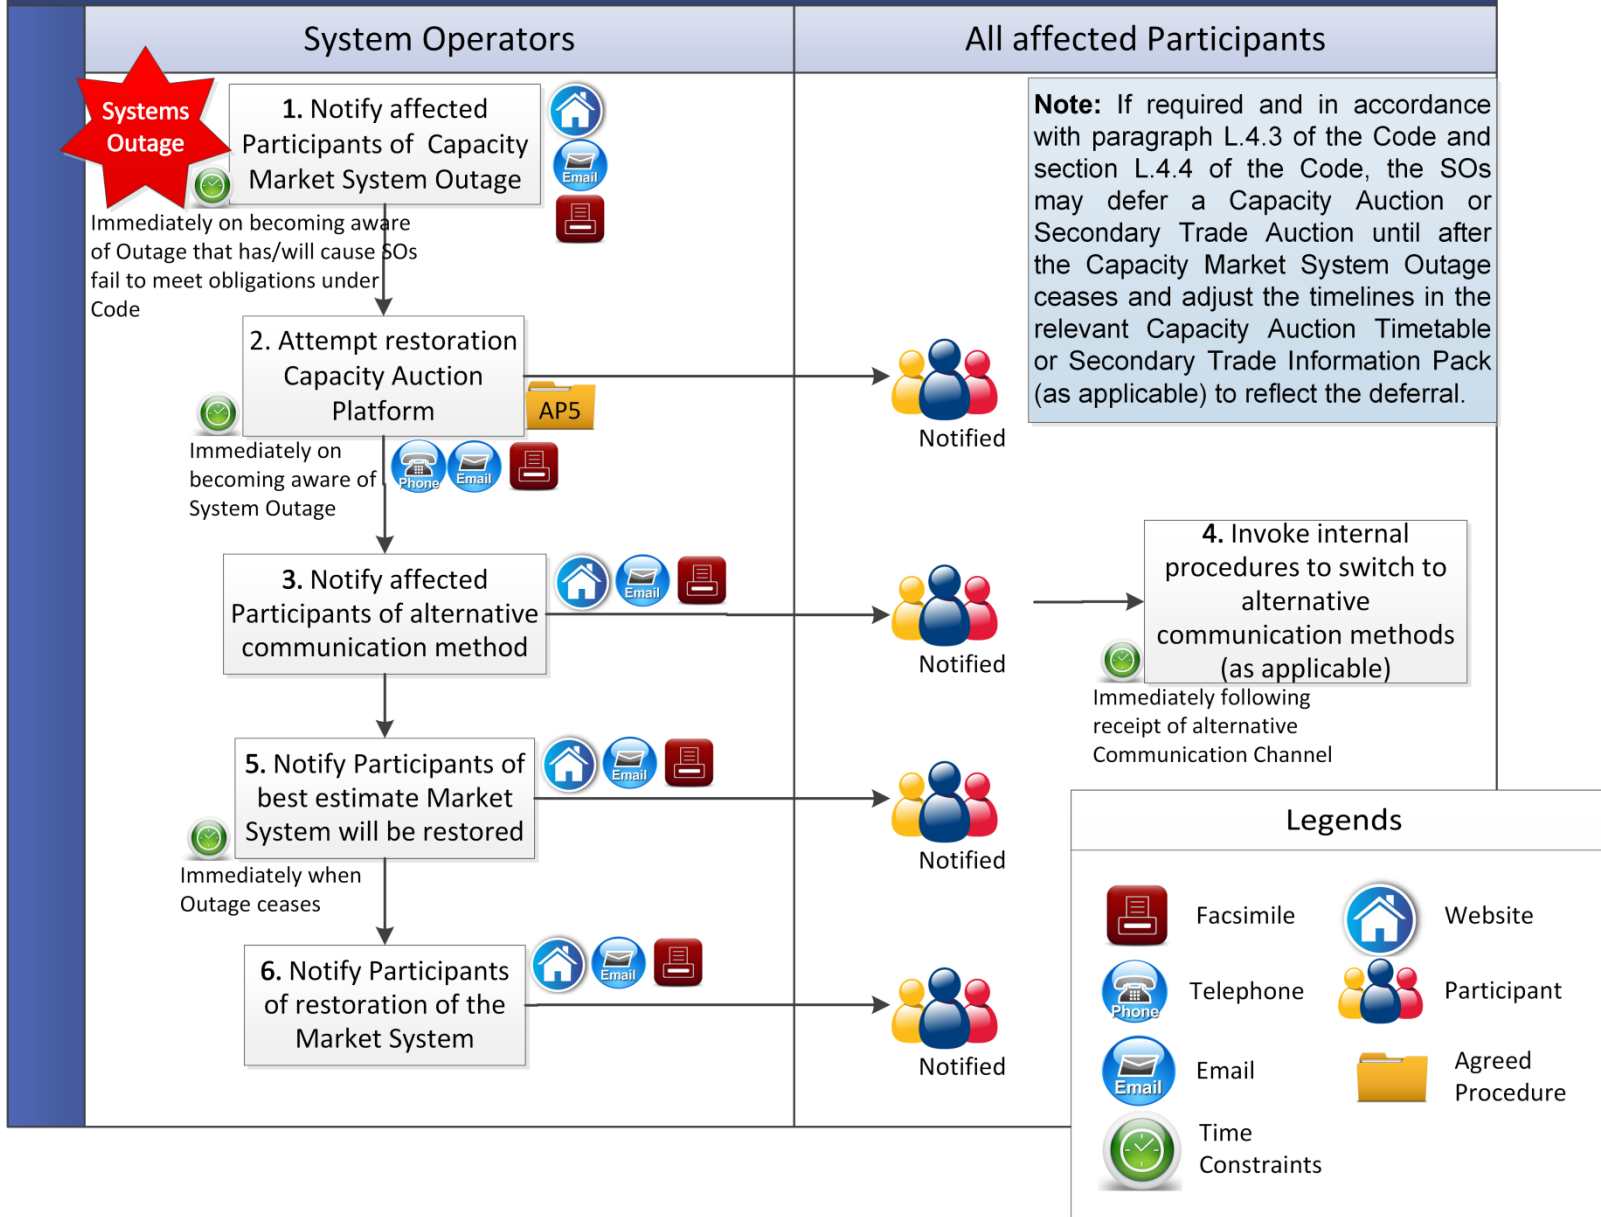 System Operators
All affected Participants
Systems
Outage
1. Notify affected
Participants of Capacity
Market System Outage
Email
Immediately on becoming aware
of Outage that has/will cause SOs
fail to meet obligations under
Code
Note: If required and in accordance
with paragraph L.4.3 of the Code and
section L.4.4 of the Code, the SOs
may defer a Capacity Auction or
Secondary Trade Auction until after
the Capacity Market System Outage
ceases and adjust the timelines in the
relevant Capacity Auction Timetable
or Secondary Trade Information Pack
(as applicable) to reflect the deferral.
2. Attempt restoration
Capacity Auction
Platform
AP5
Notified
Immediately on
becoming aware of
System Outage
Phone
Email
3. Notify affected
Participants of alternative
communication method
Email
Notified
4. Invoke internal
procedures to switch to
alternative
communication methods
(as applicable)
Immediately following
receipt of alternative
Communication Channel
5. Notify Participants of
best estimate Market
System will be restored
Email
Notified
Immediately when
Outage ceases
6. Notify Participants
of restoration of the
Market System
Email
Notified
Legends
Facsimile
Website
Phone
Telephone
Participant
Email
Email
Agreed
Procedure
Time
Constraints